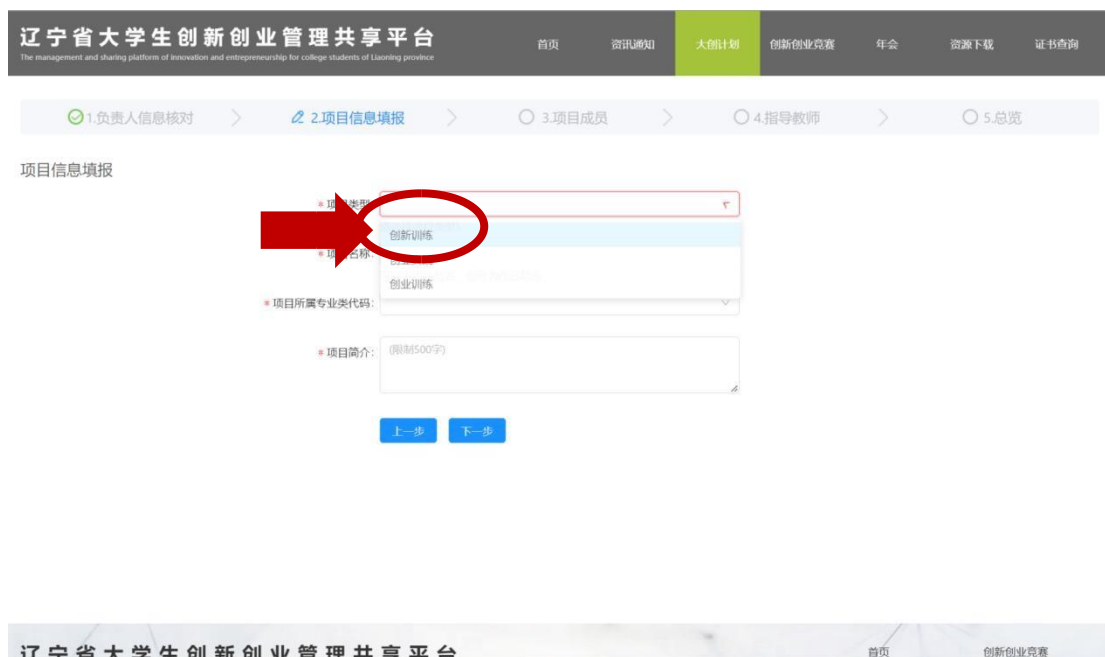 辽宁省大学生创新创业管理共享平台
The management and sharing platform of innovation and entrepreneurship for college students of Liaoning province
首页 资讯通知 大创计划 创新创业竞赛 年会 资源下载 证书查询
1.负责人信息核对 2.项目信息填报 3.项目成员 4.指导教师 5.总览
项目信息填报
* 项目类型:
创新训练
* 项目名称:
创业训练
* 项目所属专业类代码:
* 项目简介: (限制500字)
上一步 下一步
辽宁省大学生创新创业管理共享平台
首页 创新创业竞赛